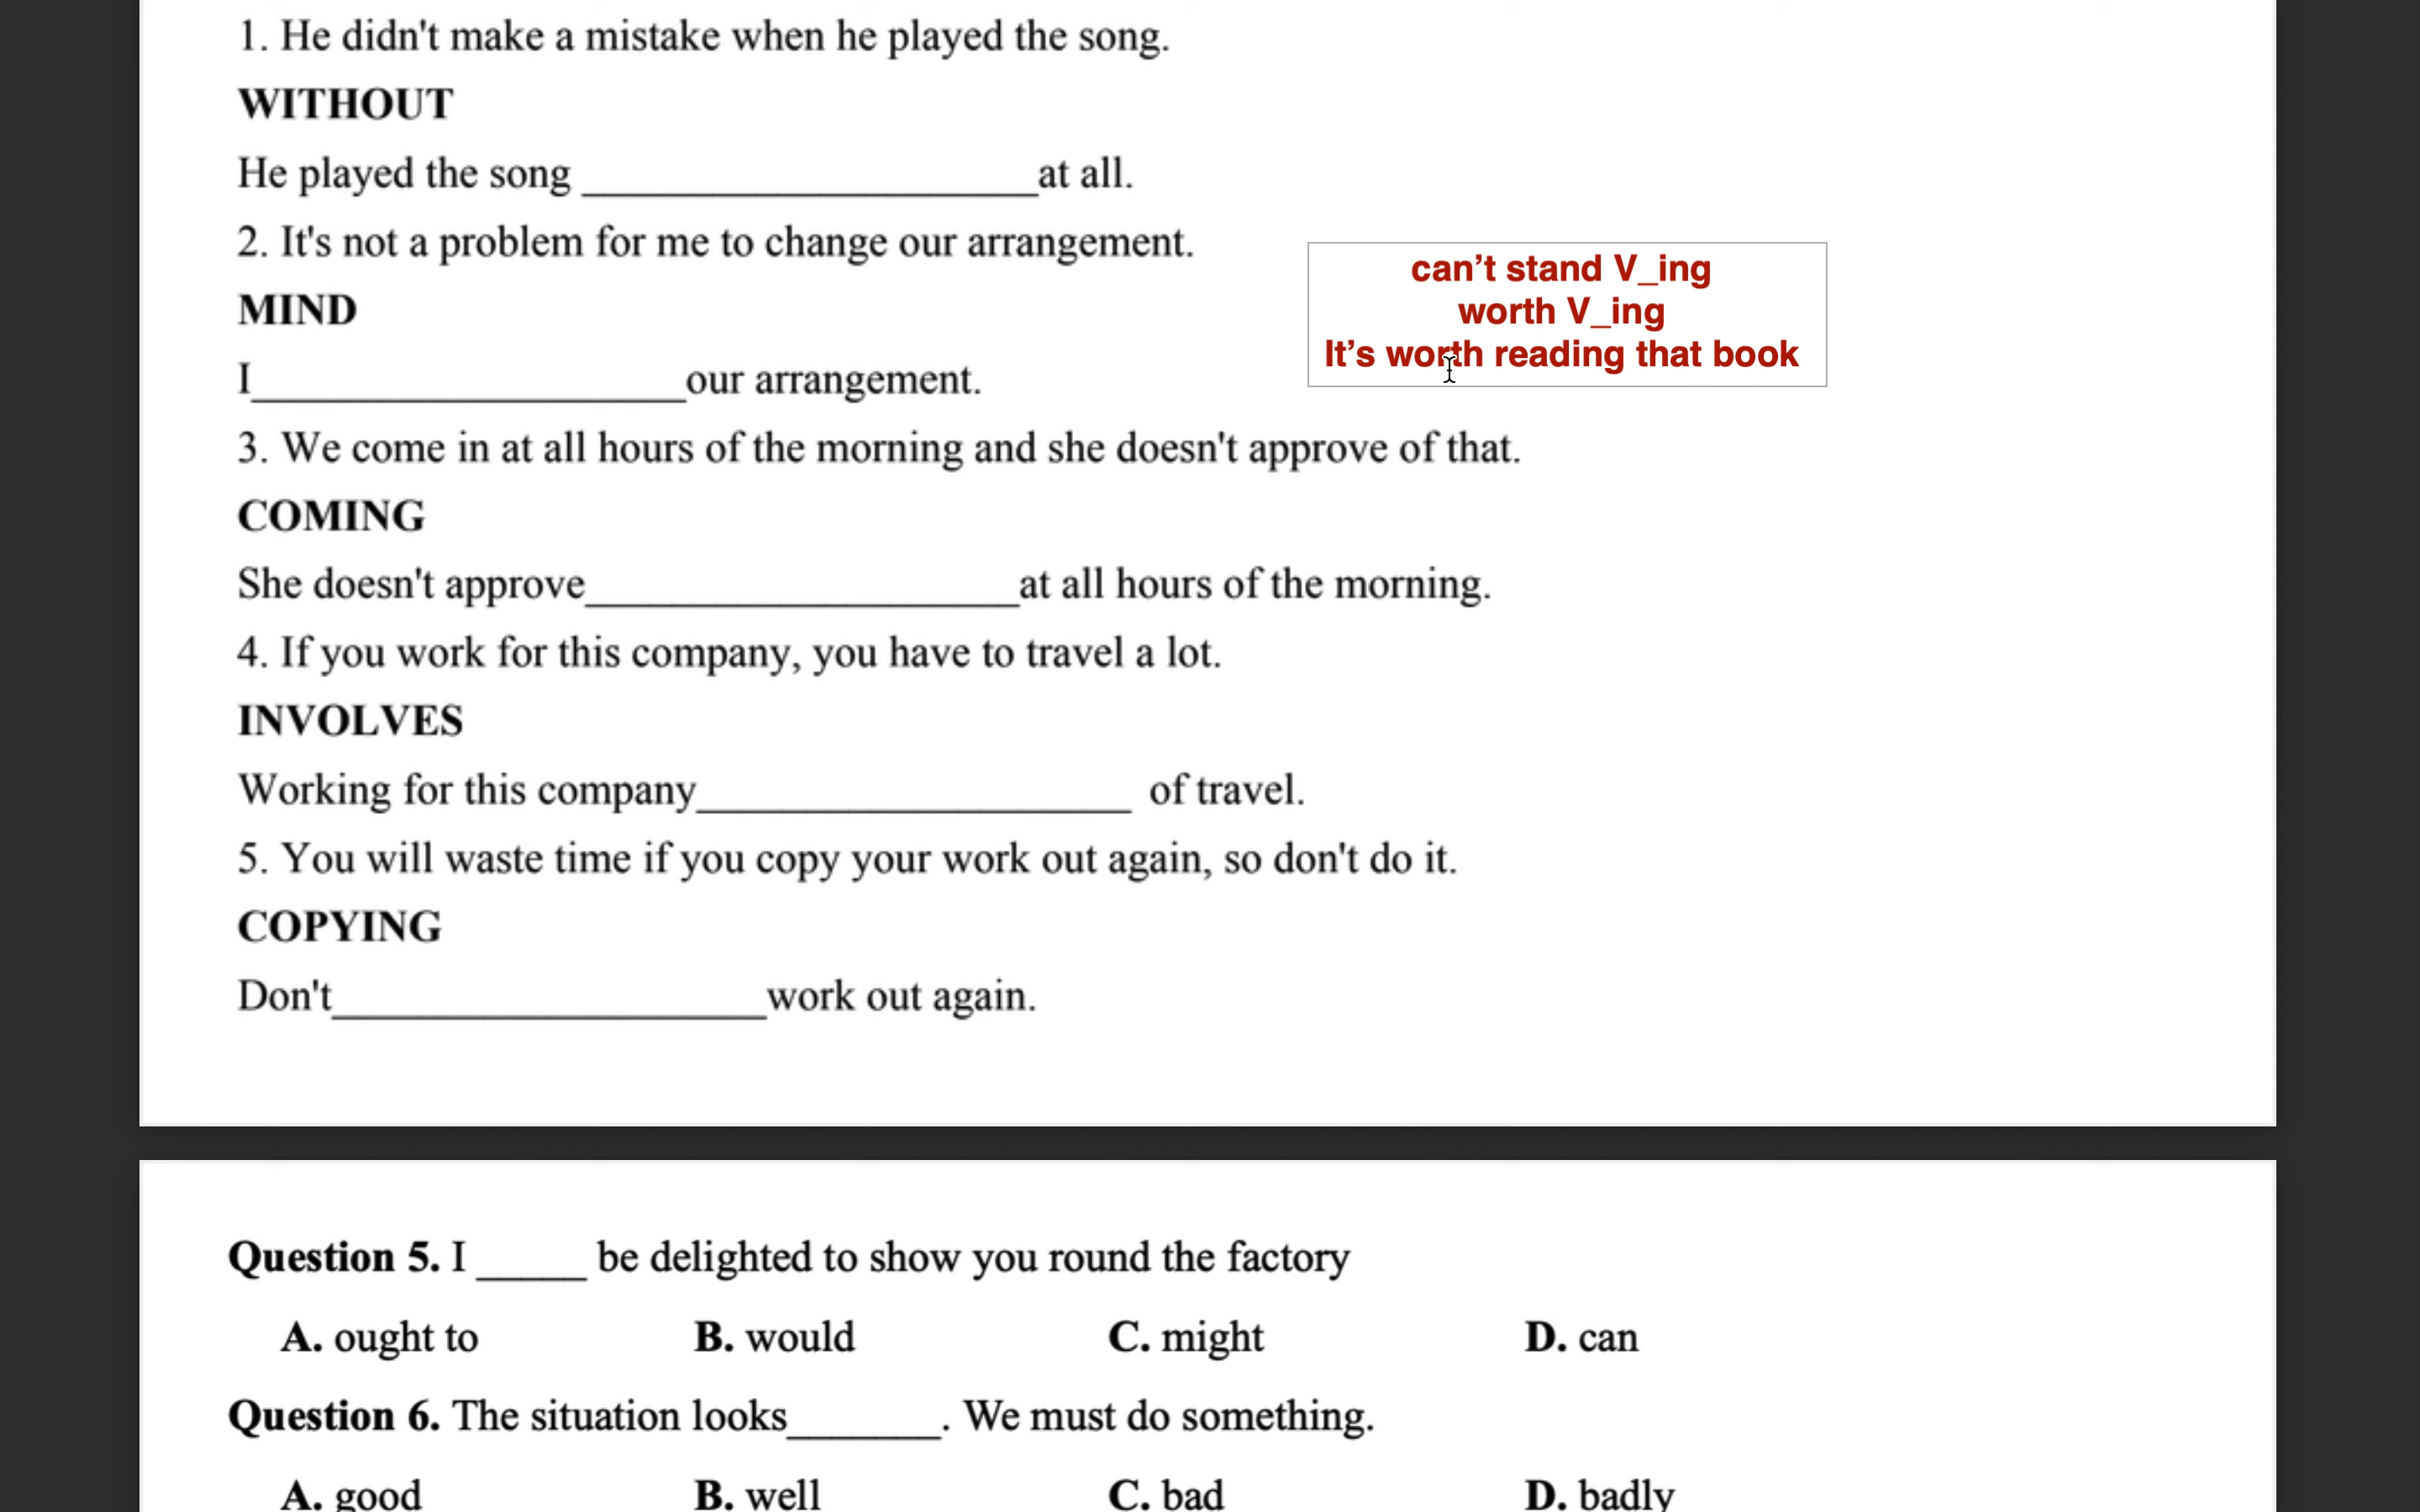 1. He didn't make a mistake when he played the song.
WITHOUT
He played the song _____________________at all.
2. It's not a problem for me to change our arrangement.
can’t stand V_ing
worth V_ing
It’s worth reading that book
MIND
I____________________our arrangement.
3. We come in at all hours of the morning and she doesn't approve of that.
COMING
She doesn't approve____________________at all hours of the morning.
4. If you work for this company, you have to travel a lot.
INVOLVES
Working for this company____________________ of travel.
5. You will waste time if you copy your work out again, so don't do it.
COPYING
Don't____________________work out again.
Question 5. I _____ be delighted to show you round the factory
A. ought to B. would C. might D. can
Question 6. The situation looks_______. We must do something.
A. good B. well C. bad D. badly